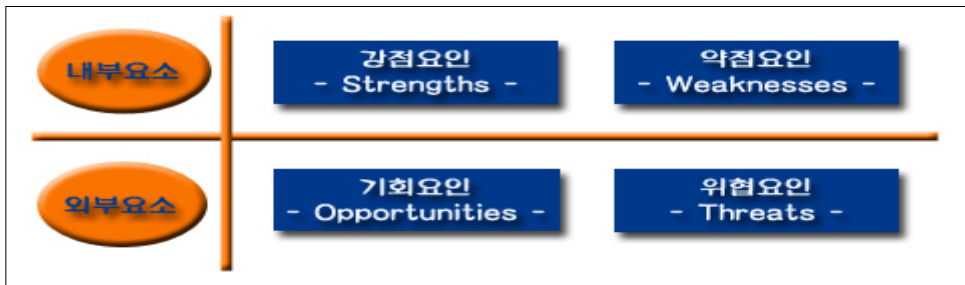 내부요소
강점요인
- Strengths -
약점요인
- Weaknesses -
외부요소
기회요인
- Opportunities -
위협요인
- Threats -